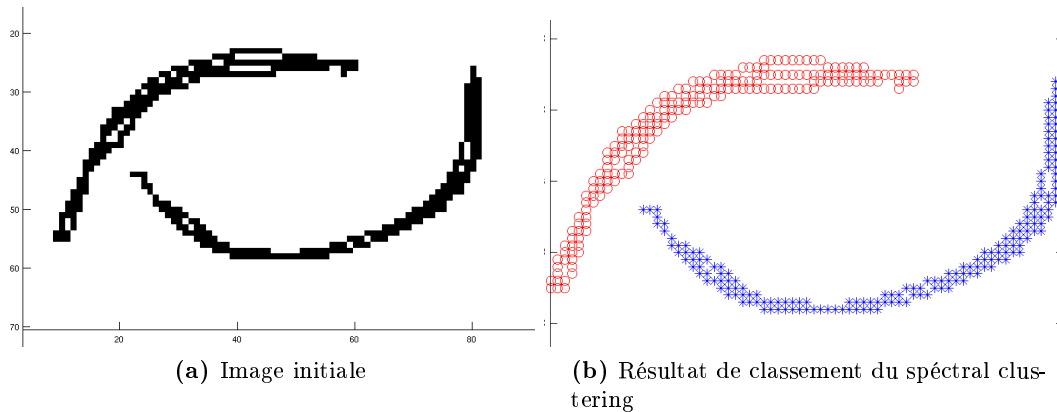 20
30
40
50
60
70
20 40 60 80
(a) Image initiale
(b) Résultat de classement du spéctral clus-
tering